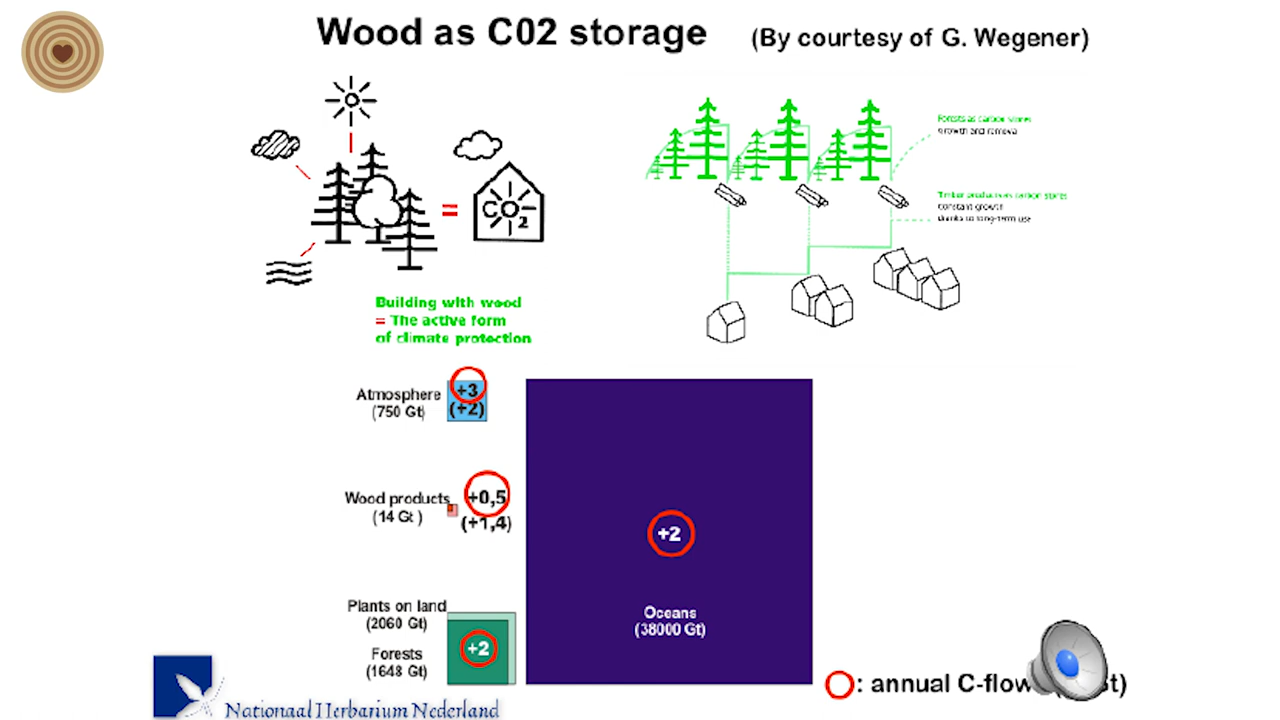 Wood as C02 storage (By courtesy of G. Wegener)
Forests as carbon stores
growth and removal
CO2
Timber products as carbon stores
constant growth
thanks to long-term use
Building with wood
= The active form
of climate protection
Atmosphere
(750 Gt)
+3
(+2)
Wood products
(14 Gt )
+0,5
(+1,4)
+2
Plants on land
(2060 Gt)
Forests
(1648 Gt)
+2
Oceans
(38000 Gt)
: annual C-flow
Nationaal Herbarium Nederland